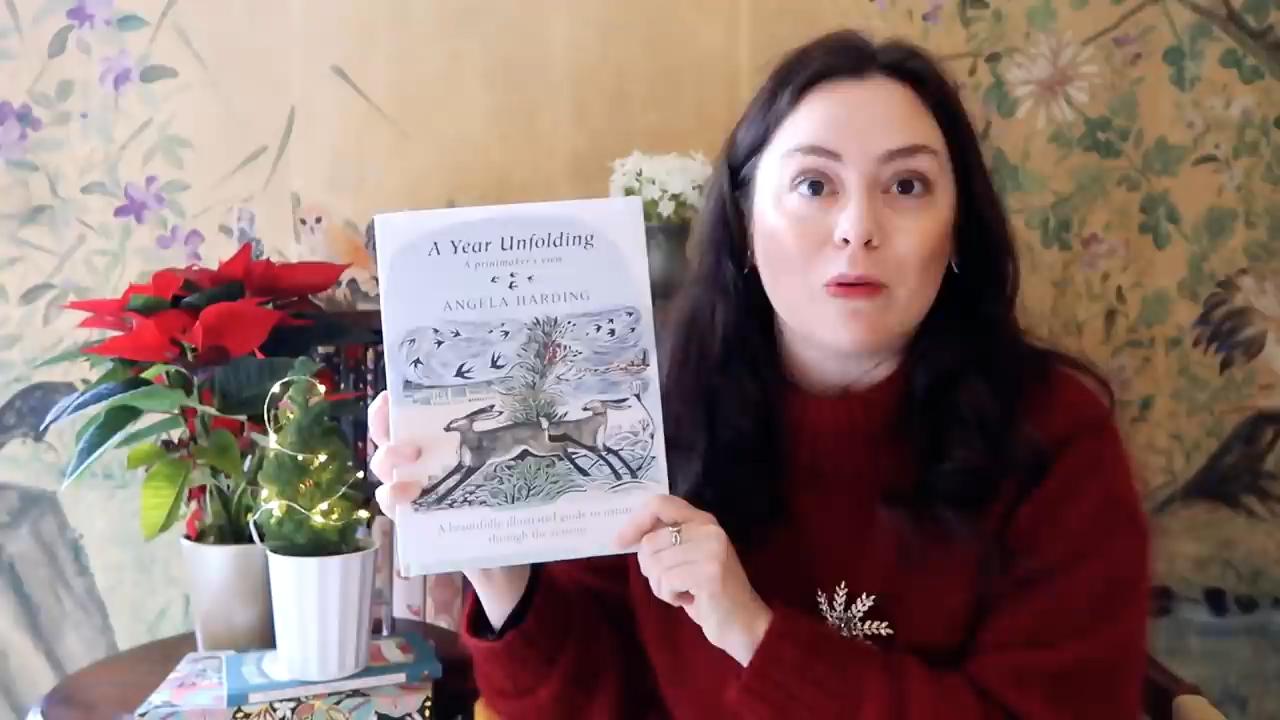 A Year Unfolding
A printmaker's view
ANGELA HARDING
A beautifully illustrated guide to nature
through the seasons